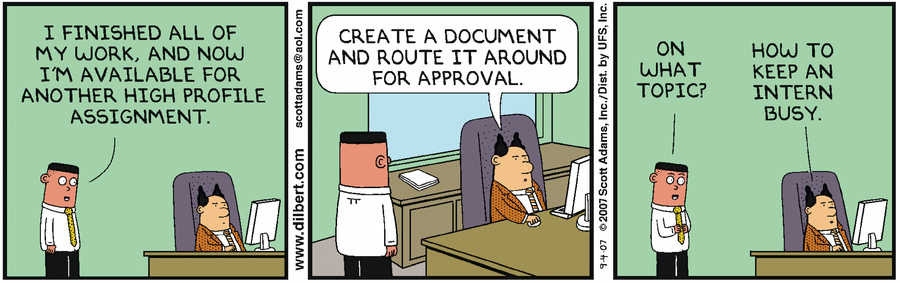 I FINISHED ALL OF
MY WORK, AND NOW
I'M AVAILABLE FOR
ANOTHER HIGH PROFILE
ASSIGNMENT.
www.dilbert.com scottadams@aol.com
CREATE A DOCUMENT
AND ROUTE IT AROUND
FOR APPROVAL.
9-4-07 © 2007 Scott Adams, Inc./Dist. by UFS, Inc.
ON
WHAT
TOPIC?
HOW TO
KEEP AN
INTERN
BUSY.